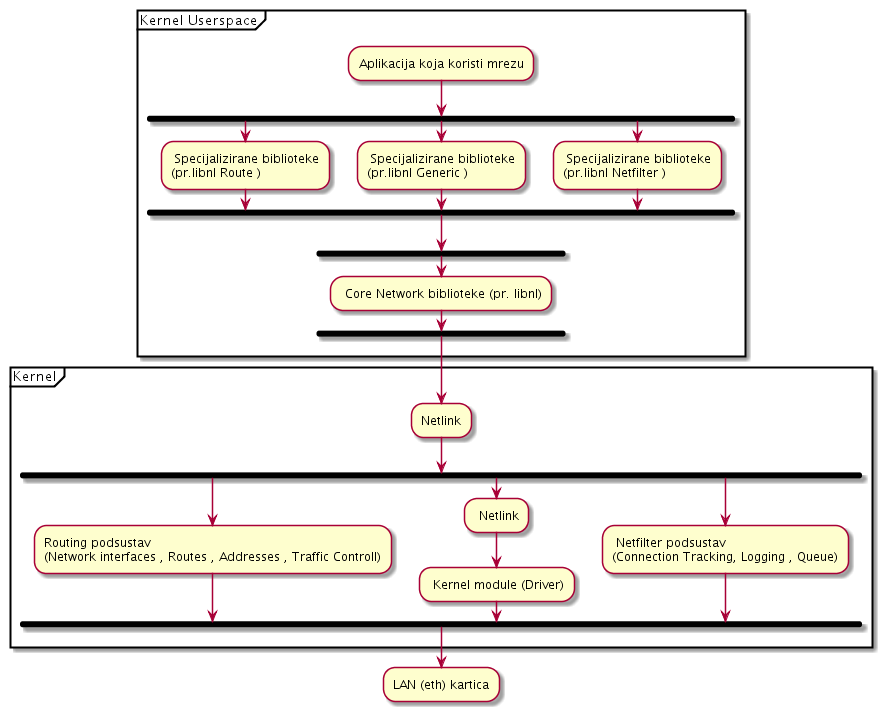 Kernel Userspace
Aplikacija koja koristi mrezu
Specijalizirane biblioteke
(pr.libnl Route )
Specijalizirane biblioteke
(pr.libnl Generic )
Specijalizirane biblioteke
(pr.libnl Netfilter )
Core Network biblioteke (pr. libnl)
Kernel
Netlink
Routing podsustav
(Network interfaces , Routes , Addresses , Traffic Controll)
Netlink
Kernel module (Driver)
Netfilter podsustav
(Connection Tracking, Logging , Queue)
LAN (eth) kartica